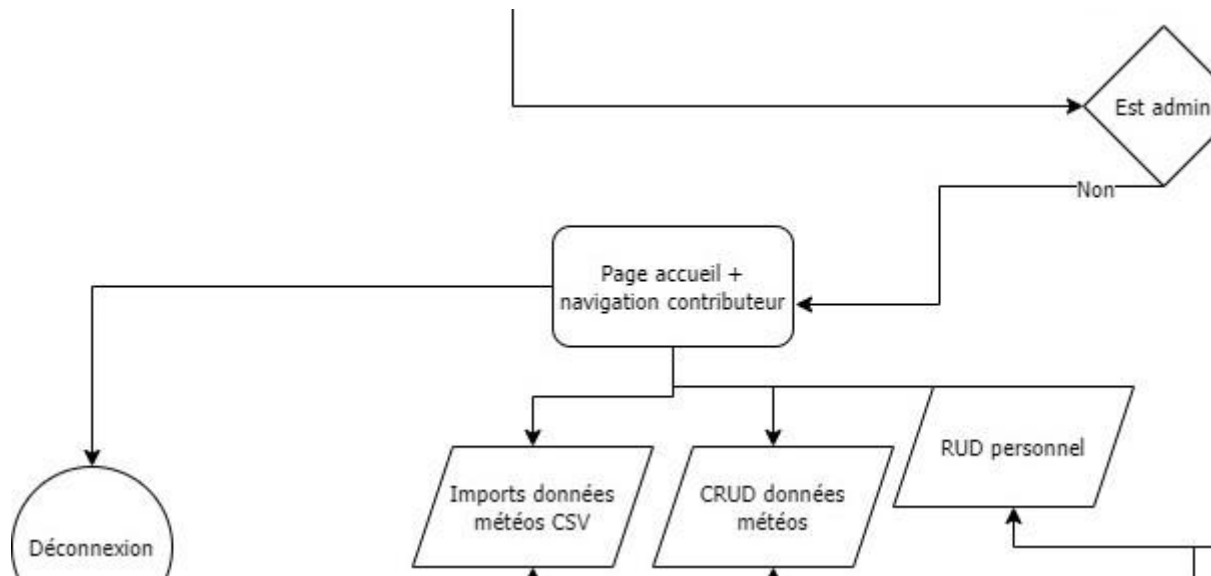 Est admin
Non
Page accueil +
navigation contributeur
RUD personnel
Imports données
météos CSV
CRUD données
météos
Déconnexion